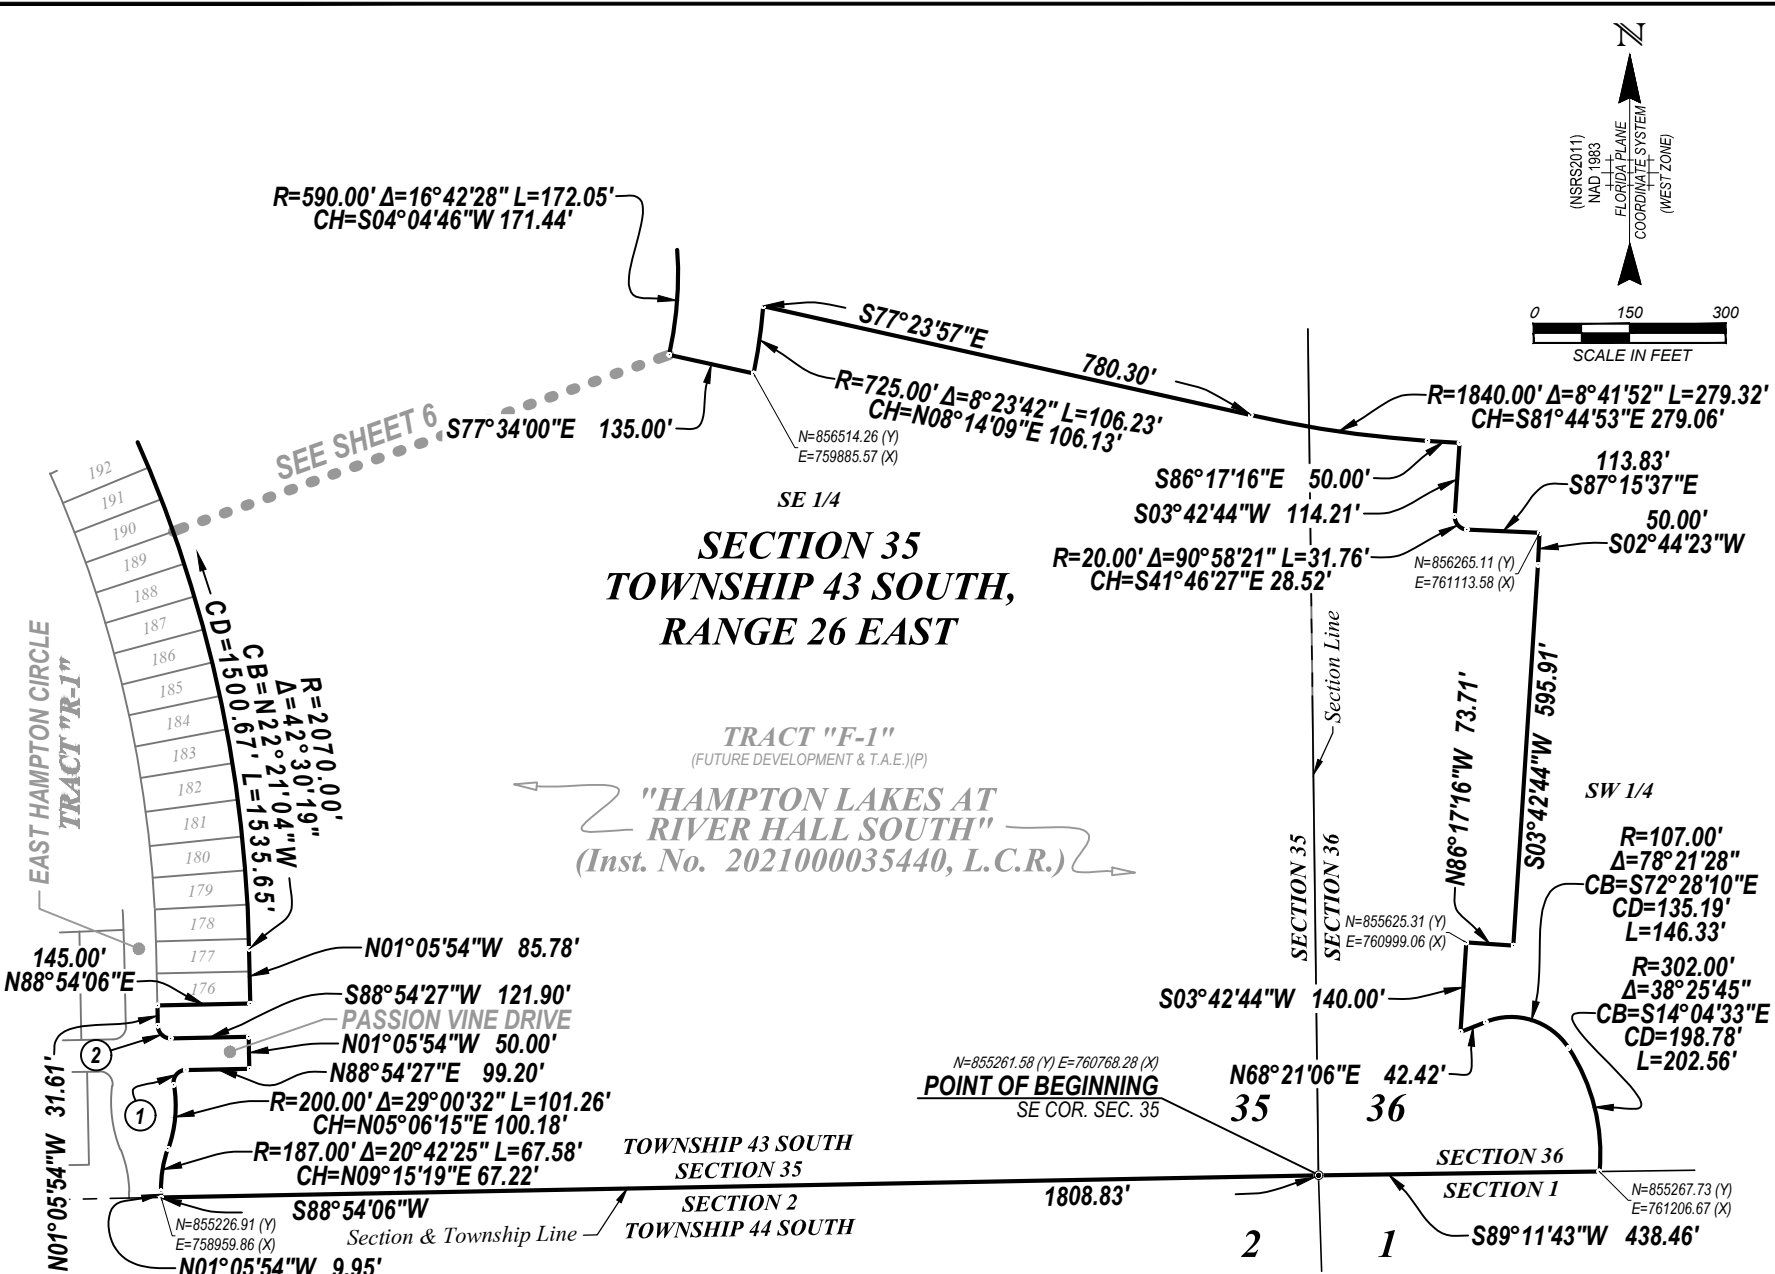 N
(NSRS2011)
NAD 1983
FLORIDA PLANE
COORDINATE SYSTEM
(WEST ZONE)
0 150 300
SCALE IN FEET
R=590.00' Δ=16°42'28" L=172.05'
CH=S04°04'46"W 171.44'
S77°23'57"E
780.30'
R=725.00' Δ=8°23'42" L=106.23'
CH=N08°14'09"E 106.13'
R=1840.00' Δ=8°41'52" L=279.32'
CH=S81°44'53"E 279.06'
SEE SHEET 6
S77°34'00"E 135.00'
N=856514.26 (Y)
E=759885.57 (X)
S86°17'16"E 50.00'
113.83'
S87°15'37"E
S03°42'44"W 114.21'
50.00'
S02°44'23"W
R=20.00' Δ=90°58'21" L=31.76'
CH=S41°46'27"E 28.52'
N=856265.11 (Y)
E=761113.58 (X)
SE 1/4
SECTION 35
TOWNSHIP 43 SOUTH,
RANGE 26 EAST
192
191
190
189
188
187
186
185
184
183
182
181
180
179
178
177
176
EAST HAMPTON CIRCLE
TRACT "R-1"
R=2070.00'
Δ=42°30'19"
CB=N22°21'04"W
CD=1500.67' L=1535.65'
Section Line
TRACT "F-1"
(FUTURE DEVELOPMENT & T.A.E.)(P)
"HAMPTON LAKES AT
RIVER HALL SOUTH"
(Inst. No. 2021000035440, L.C.R.)
N86°17'16"W 73.71'
S03°42'44"W 595.91'
SW 1/4
R=107.00'
Δ=78°21'28"
CB=S72°28'10"E
CD=135.19'
L=146.33'
SECTION 35
SECTION 36
N=855625.31 (Y)
E=760999.06 (X)
R=302.00'
Δ=38°25'45"
CB=S14°04'33"E
CD=198.78'
L=202.56'
145.00'
N88°54'06"E
N01°05'54"W 85.78'
S88°54'27"W 121.90'
PASSION VINE DRIVE
N01°05'54"W 50.00'
N88°54'27"E 99.20'
2
1
N01°05'54"W 31.61'
R=200.00' Δ=29°00'32" L=101.26'
CH=N05°06'15"E 100.18'
R=187.00' Δ=20°42'25" L=67.58'
CH=N09°15'19"E 67.22'
S03°42'44"W 140.00'
N68°21'06"E 42.42'
N=855261.58 (Y) E=760768.28 (X)
POINT OF BEGINNING
SE COR. SEC. 35
35 36
TOWNSHIP 43 SOUTH
SECTION 35
SECTION 36
SECTION 2
TOWNSHIP 44 SOUTH
SECTION 1
S88°54'06"W
1808.83'
N=855226.91 (Y)
E=758959.86 (X)
Section & Township Line
N01°05'54"W 9.95'
N=855267.73 (Y)
E=761206.67 (X)
2 1
S89°11'43"W 438.46'